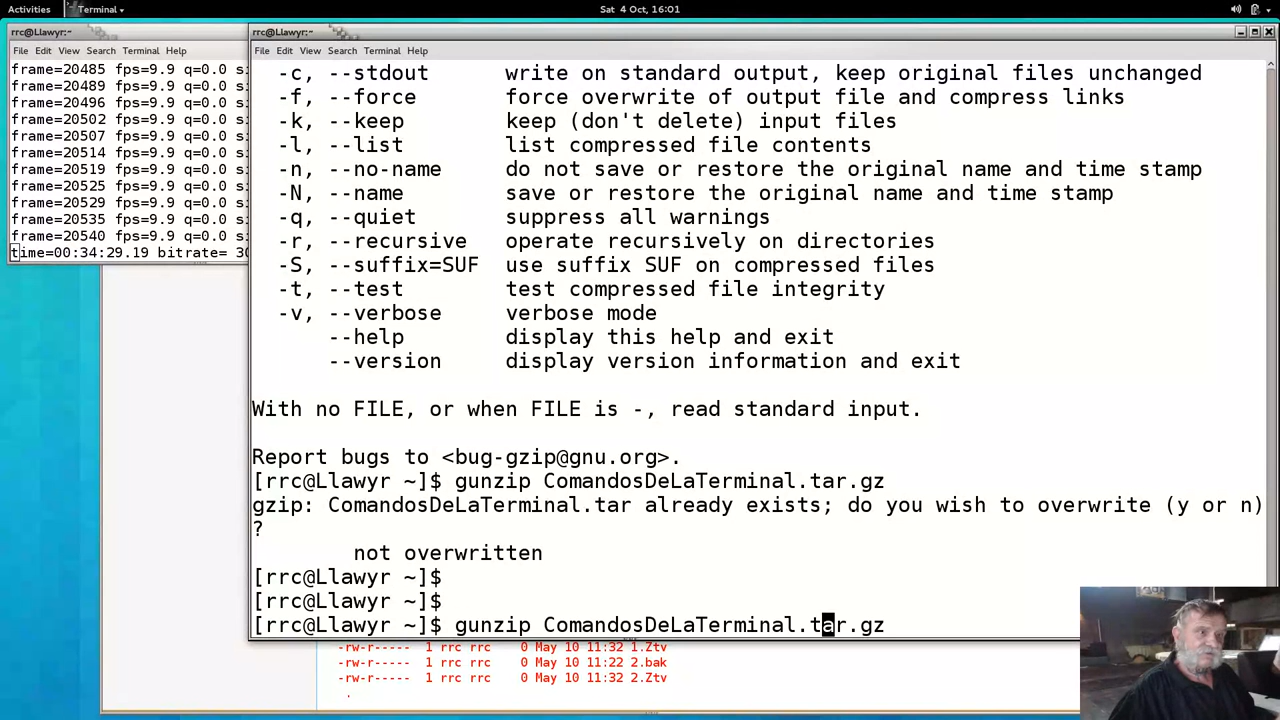 Activities Terminal Sat 4 Oct, 16:01
rrc@Llawyr:~
File Edit View Search Terminal Help
frame=20485 fps=9.9 q=0.0 si
frame=20489 fps=9.9 q=0.0 si
frame=20496 fps=9.9 q=0.0 si
frame=20502 fps=9.9 q=0.0 si
frame=20507 fps=9.9 q=0.0 si
frame=20514 fps=9.9 q=0.0 si
frame=20519 fps=9.9 q=0.0 si
frame=20525 fps=9.9 q=0.0 si
frame=20529 fps=9.9 q=0.0 si
frame=20535 fps=9.9 q=0.0 si
frame=20540 fps=9.9 q=0.0 si
time=00:34:29.19 bitrate= 30
rrc@Llawyr:~
File Edit View Search Terminal Help
-c, --stdout write on standard output, keep original files unchanged
-f, --force force overwrite of output file and compress links
-k, --keep keep (don't delete) input files
-l, --list list compressed file contents
-n, --no-name do not save or restore the original name and time stamp
-N, --name save or restore the original name and time stamp
-q, --quiet suppress all warnings
-r, --recursive operate recursively on directories
-S, --suffix=SUF use suffix SUF on compressed files
-t, --test test compressed file integrity
-v, --verbose verbose mode
--help display this help and exit
--version display version information and exit
With no FILE, or when FILE is -, read standard input.
Report bugs to <bug-gzip@gnu.org>.
[rrc@Llawyr ~]$ gunzip ComandosDeLaTerminal.tar.gz
gzip: ComandosDeLaTerminal.tar already exists; do you wish to overwrite (y or n)
?
not overwritten
[rrc@Llawyr ~]$
[rrc@Llawyr ~]$
[rrc@Llawyr ~]$ gunzip ComandosDeLaTerminal.tar.gz
-rw-r----- 1 rrc rrc 0 May 10 11:32 1.Ztv
-rw-r----- 1 rrc rrc 0 May 10 11:22 2.bak
-rw-r----- 1 rrc rrc 0 May 10 11:32 2.Ztv
.